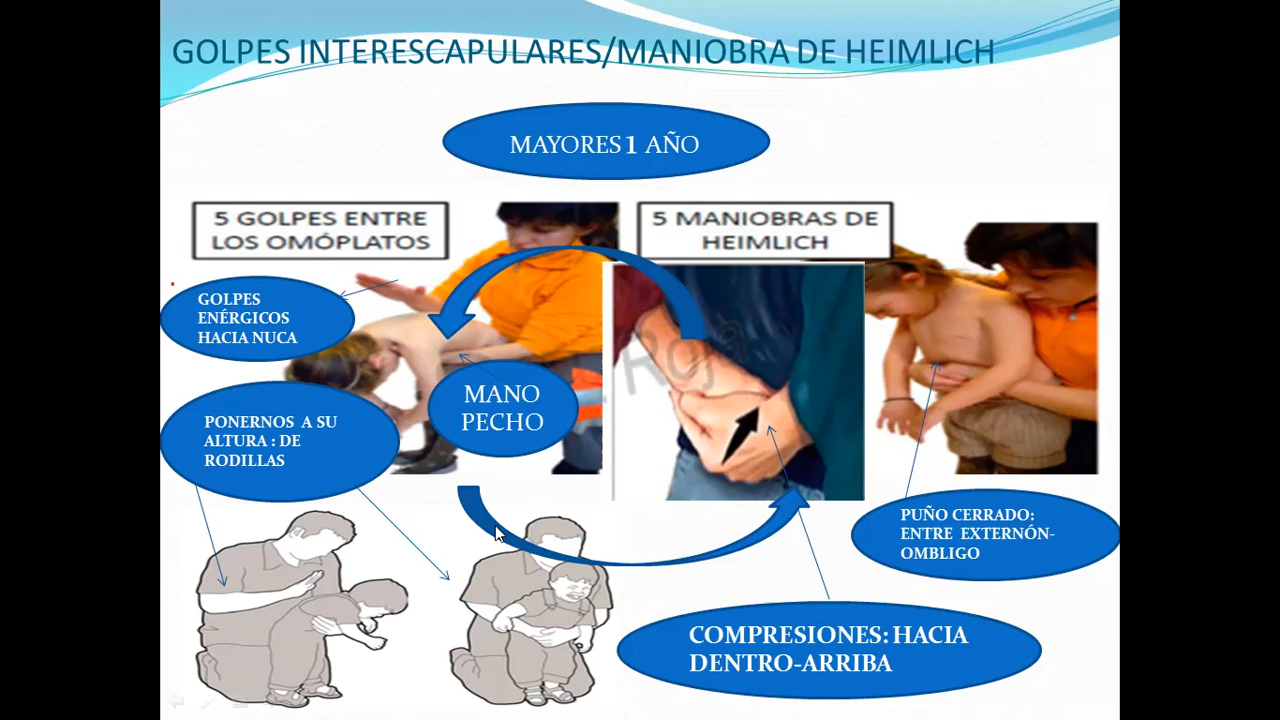 GOLPES INTERESCAPULARES/MANIOBRA DE HEIMLICH
MAYORES 1 AÑO
5 GOLPES ENTRE
LOS OMÓPLATOS
5 MANIOBRAS DE
HEIMLICH
GOLPES
ENÉRGICOS
HACIA NUCA
MANO
PECHO
PONERNOS A SU
ALTURA : DE
RODILLAS
PUÑO CERRADO:
ENTRE EXTERNÓN-
OMBLIGO
COMPRESIONES: HACIA
DENTRO-ARRIBA